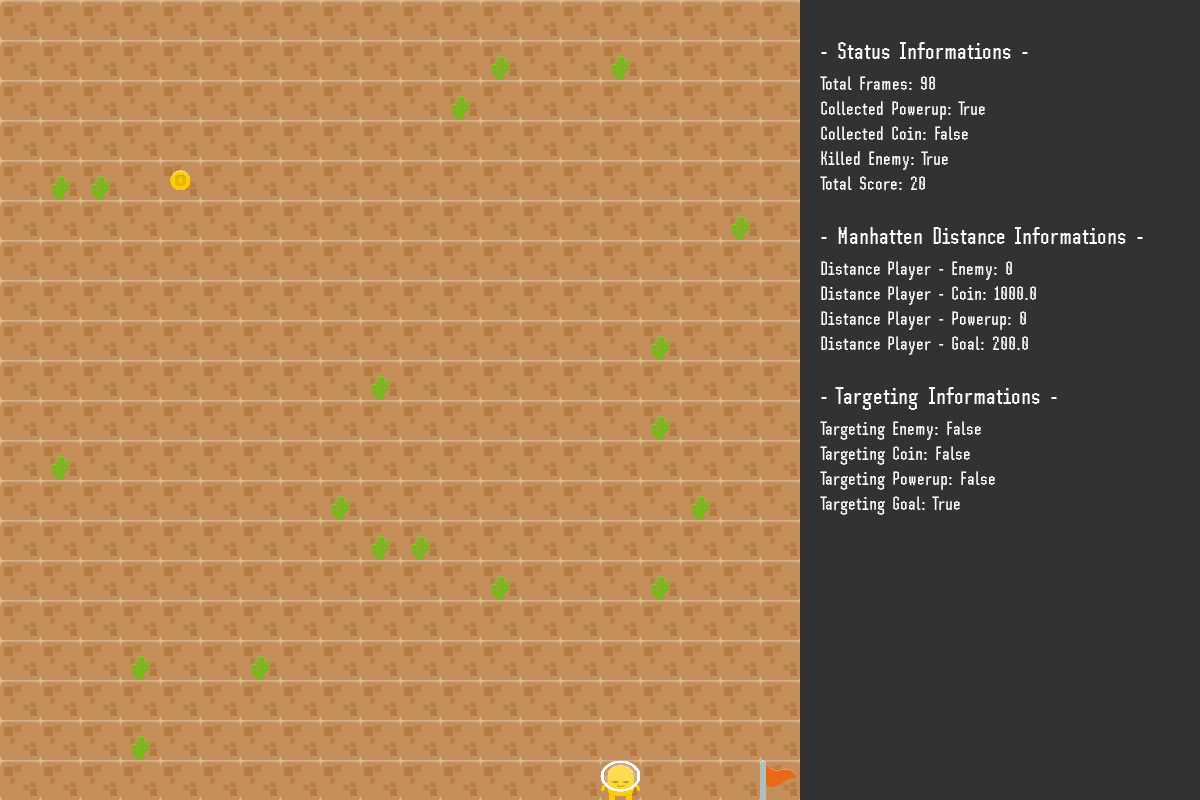 - Status Informations -
Total Frames: 98
Collected Powerup: True
Collected Coin: False
Killed Enemy: True
Total Score: 20
- Manhatten Distance Informations -
Distance Player - Enemy: 0
Distance Player - Coin: 1000.0
Distance Player - Powerup: 0
Distance Player - Goal: 200.0
- Targeting Informations -
Targeting Enemy: False
Targeting Coin: False
Targeting Powerup: False
Targeting Goal: True